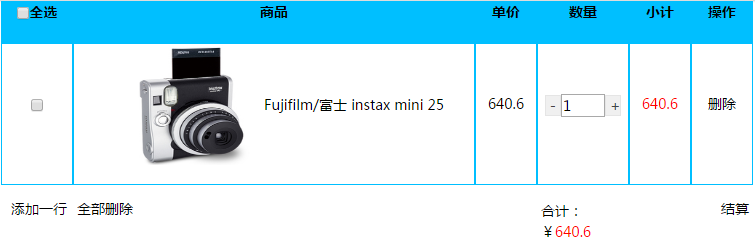 全选 商品 单价 数量 小计 操作
Fujifilm/富士 instax mini 25 640.6 - 1 + 640.6 删除
添加一行 全部删除 合计： 结算
￥640.6